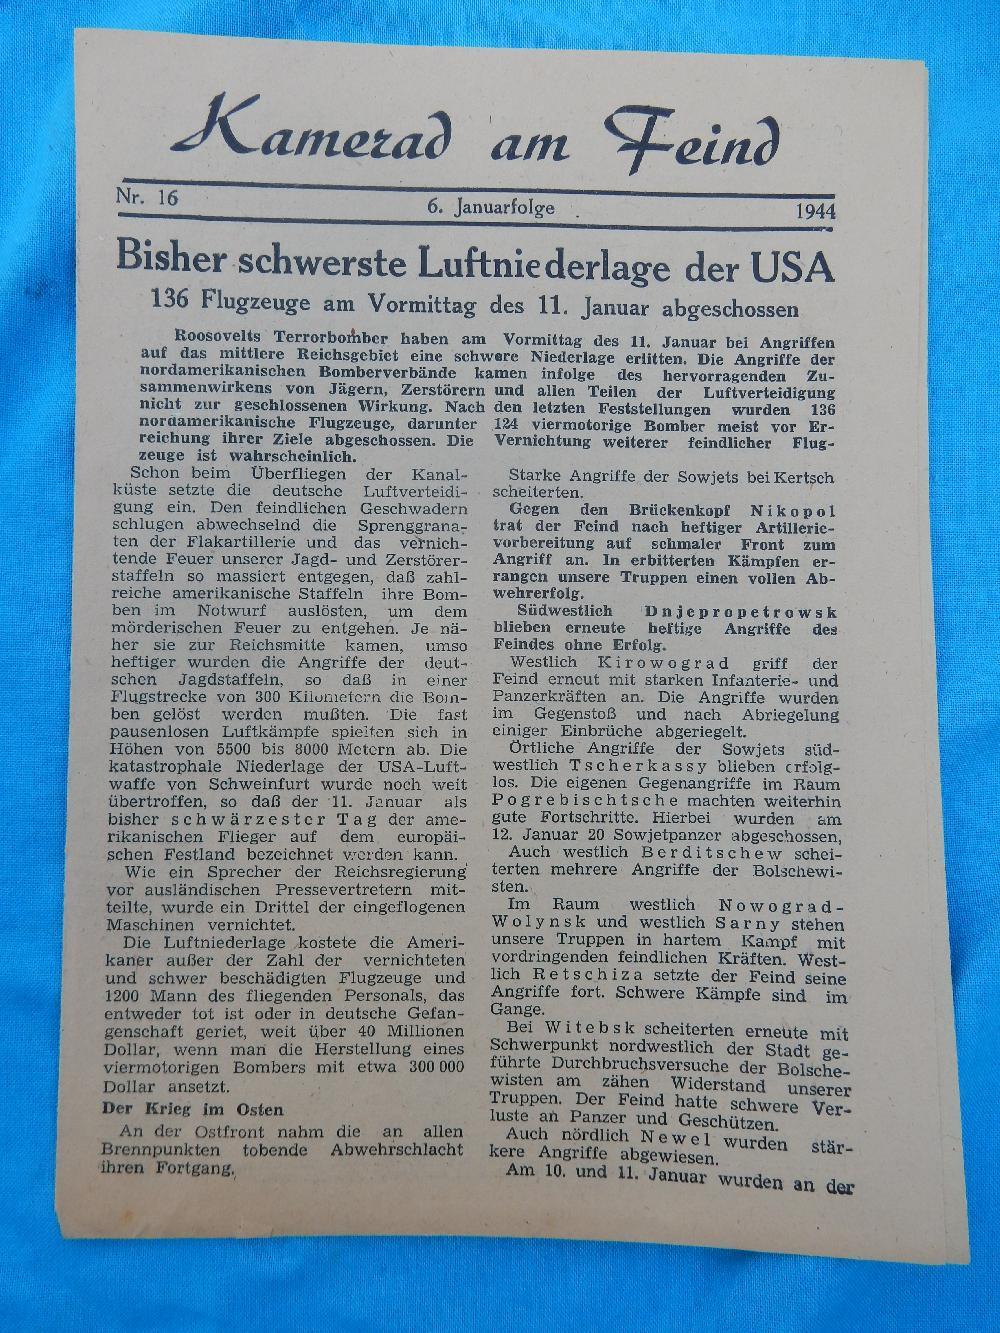 Kamerad am Feind
Nr. 16 6. Januarfolge 1944
Bisher schwerste Luftniederlage der USA
136 Flugzeuge am Vormittag des 11. Januar abgeschossen
Roosovelts Terrorbomber haben am Vormittag des 11. Januar bei Angriffen
auf das mittlere Reichsgebiet eine schwere Niederlage erlitten. Die Angriffe der
nordamerikanischen Bomberverbände kamen infolge des hervorragenden Zu-
sammenwirkens von Jägern, Zerstörern und allen Teilen der Luftverteidigung
nicht zur geschlossenen Wirkung. Nach den letzten Feststellungen wurden 136
nordamerikanische Flugzeuge, darunter 124 viermotorige Bomber meist vor Er-
reichung ihrer Ziele abgeschossen. Die Vernichtung weiterer feindlicher Flug-
zeuge ist wahrscheinlich.
Schon beim Überfliegen der Kanal-
küste setzte die deutsche Luftverteidi-
gung ein. Den feindlichen Geschwadern
schlugen abwechselnd die Sprenggrana-
ten der Flakartillerie und das vernich-
tende Feuer unserer Jagd- und Zerstörer-
staffeln so massiert entgegen, daß zahl-
reiche amerikanische Staffeln ihre Bom-
ben im Notwurf auslösten, um dem
mörderischen Feuer zu entgehen. Je nä-
her sie zur Reichsmitte kamen, umso
heftiger wurden die Angriffe der deut-
schen Jagdstaffeln, so daß in einer
Flugstrecke von 300 Kilometern die Bom-
ben gelöst werden mußten. Die fast
pausenlosen Luftkämpfe spielten sich in
Höhen von 5500 bis 8000 Metern ab. Die
katastrophale Niederlage der USA-Luft-
waffe von Schweinfurt wurde noch weit
übertroffen, so daß der 11. Januar als
bisher schwärzester Tag der ame-
rikanischen Flieger auf dem europäi-
schen Festland bezeichnet werden kann.
Wie ein Sprecher der Reichsregierung
vor ausländischen Pressevertretern mit-
teilte, wurde ein Drittel der eingeflogenen
Maschinen vernichtet.
Die Luftniederlage kostete die Ameri-
kaner außer der Zahl der vernichteten
und schwer beschädigten Flugzeuge und
1200 Mann des fliegenden Personals, das
entweder tot ist oder in deutsche Gefan-
genschaft geriet, weit über 40 Millionen
Dollar, wenn man die Herstellung eines
viermotorigen Bombers mit etwa 300 000
Dollar ansetzt.
Der Krieg im Osten
An der Ostfront nahm die an allen
Brennpunkten tobende Abwehrschlacht
ihren Fortgang.
Starke Angriffe der Sowjets bei Kertsch
scheiterten.
Gegen den Brückenkopf Nikopol
trat der Feind nach heftiger Artillerie-
vorbereitung auf schmaler Front zum
Angriff an. In erbitterten Kämpfen er-
rangen unsere Truppen einen vollen Ab-
wehrerfolg.
Südwestlich Dnjepropetrowsk
blieben erneute heftige Angriffe des
Feindes ohne Erfolg.
Westlich Kirowograd griff der
Feind erneut mit starken Infanterie- und
Panzerkräften an. Die Angriffe wurden
im Gegenstoß und nach Abriegelung
einiger Einbrüche abgeriegelt.
Örtliche Angriffe der Sowjets süd-
westlich Tscherkassy blieben erfolg-
los. Die eigenen Gegenangriffe im Raum
Pogrebischtsche machten weiterhin
gute Fortschritte. Hierbei wurden am
12. Januar 20 Sowjetpanzer abgeschossen,
Auch westlich Berditschew schei-
terten mehrere Angriffe der Bolschewi-
sten.
Im Raum westlich Nowograd-
Wolynsk und westlich Sarny stehen
unsere Truppen in hartem Kampf mit
vordringenden feindlichen Kräften. West-
lich Retschiza setzte der Feind seine
Angriffe fort. Schwere Kämpfe sind im
Gange.
Bei Witebsk scheiterten erneute mit
Schwerpunkt nordwestlich der Stadt ge-
führte Durchbruchsversuche der Bolsche-
wisten am zähen Widerstand unserer
Truppen. Der Feind hatte schwere Ver-
luste an Panzer und Geschützen.
Auch nördlich Newel wurden stär-
kere Angriffe abgewiesen.
Am 10. und 11. Januar wurden an der